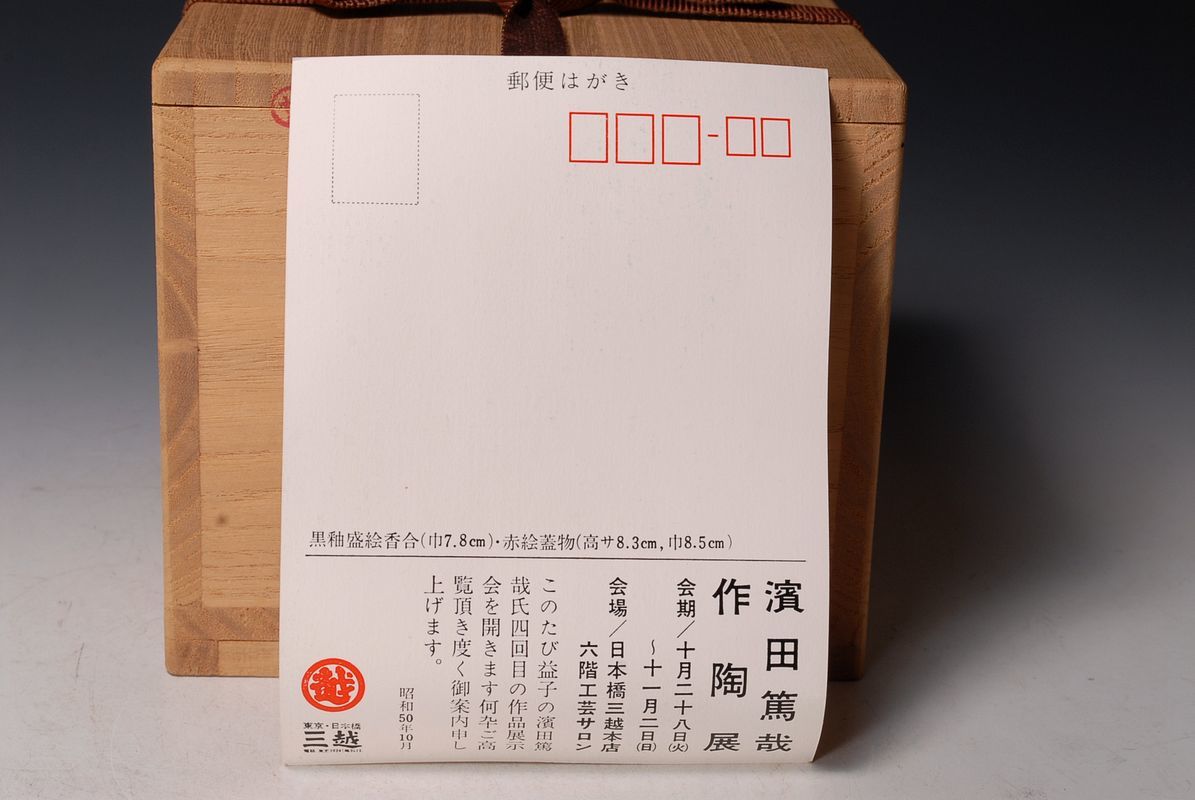 郵便はがき
黒釉盛絵香合(巾7.8cm)・赤絵蓋物(高サ8.3cm,巾8.5cm)
濱田篤哉
作陶展
会期/十月二十八日(火)
〜十一月二日(日)
会場/日本橋三越本店
六階工芸サロン
このたび益子の濱田篤
哉氏四回目の作品展示
会を開きます何卒ご高
覧頂き度く御案内申し
上げます。
昭和50年10月
越
東京・日本橋
三越